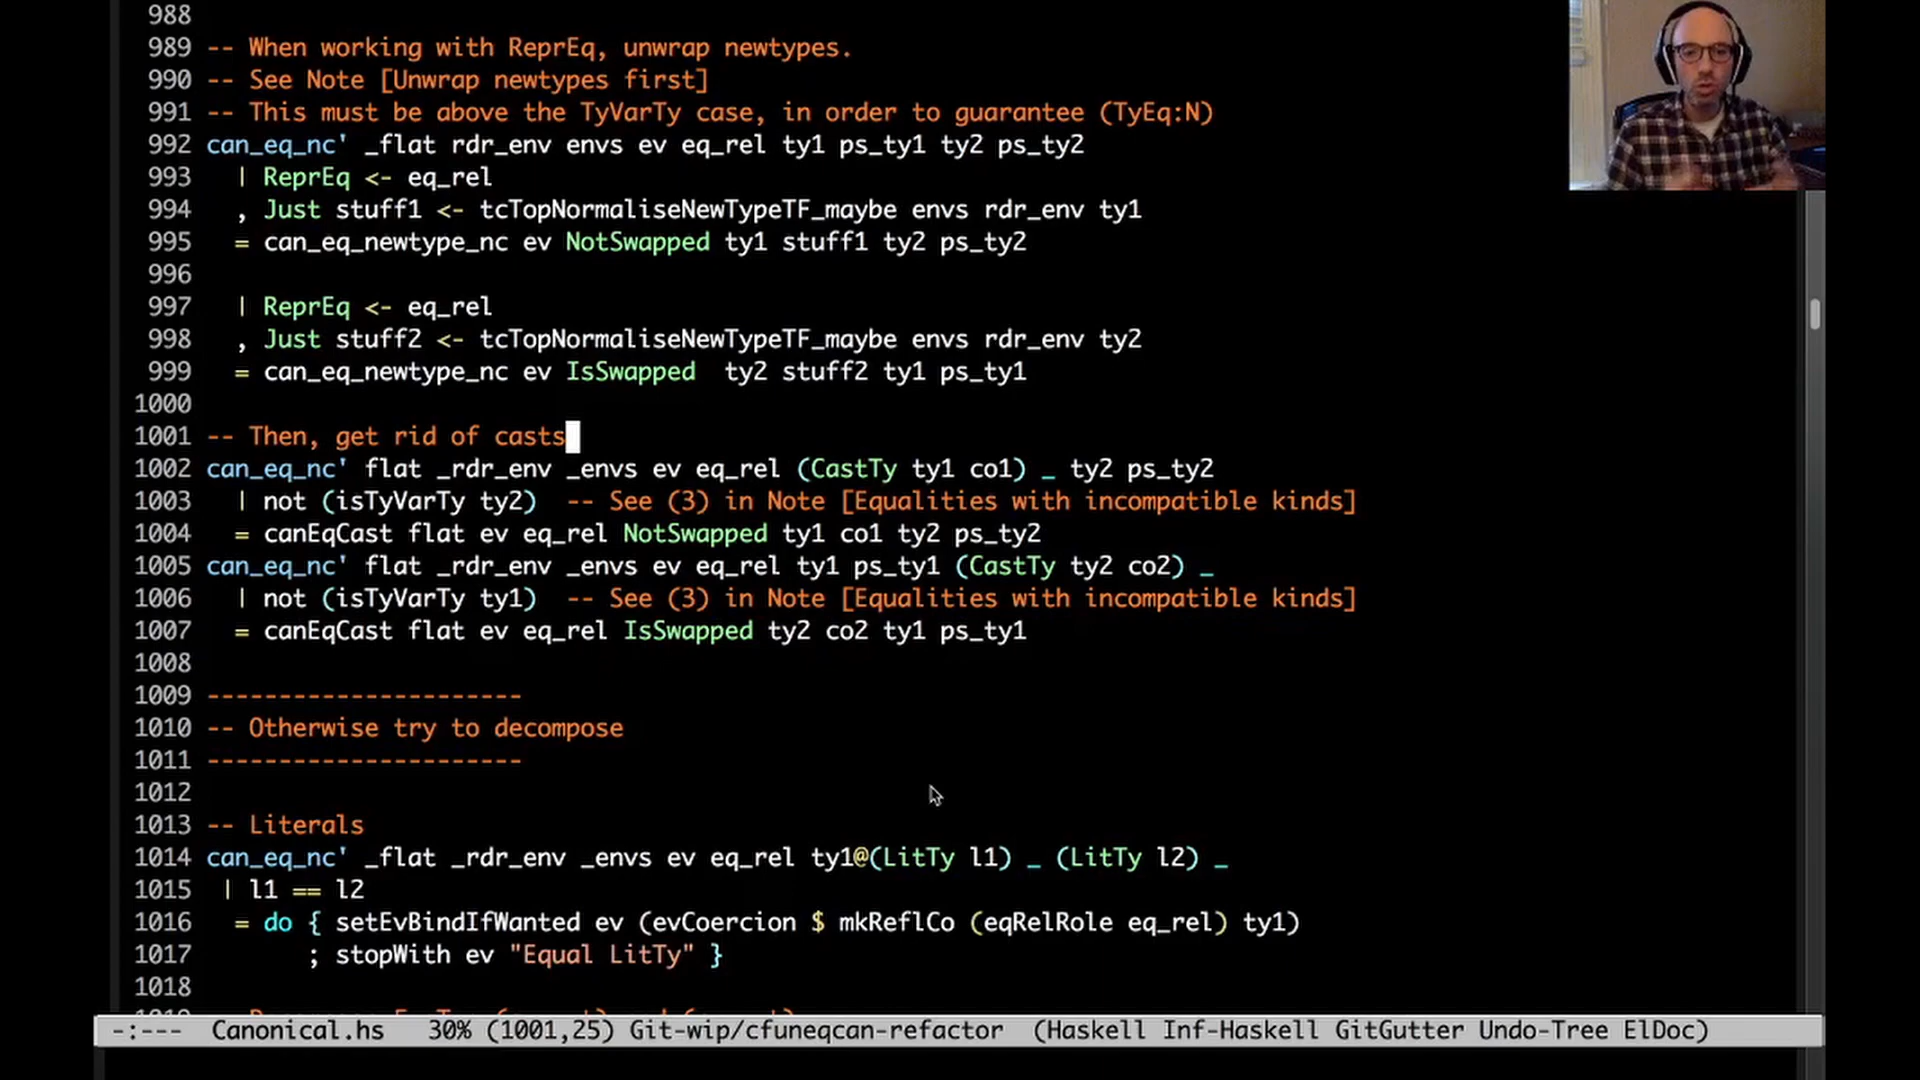 988
989 -- When working with ReprEq, unwrap newtypes.
990 -- See Note [Unwrap newtypes first]
991 -- This must be above the TyVarTy case, in order to guarantee (TyEq:N)
992 can_eq_nc' _flat rdr_env envs ev eq_rel ty1 ps_ty1 ty2 ps_ty2
993   | ReprEq <- eq_rel
994   , Just stuff1 <- tcTopNormaliseNewTypeTF_maybe envs rdr_env ty1
995   = can_eq_newtype_nc ev NotSwapped ty1 stuff1 ty2 ps_ty2
996
997   | ReprEq <- eq_rel
998   , Just stuff2 <- tcTopNormaliseNewTypeTF_maybe envs rdr_env ty2
999   = can_eq_newtype_nc ev IsSwapped  ty2 stuff2 ty1 ps_ty1
1000
1001 -- Then, get rid of casts
1002 can_eq_nc' flat _rdr_env _envs ev eq_rel (CastTy ty1 co1) _ ty2 ps_ty2
1003   | not (isTyVarTy ty2)  -- See (3) in Note [Equalities with incompatible kinds]
1004   = canEqCast flat ev eq_rel NotSwapped ty1 co1 ty2 ps_ty2
1005 can_eq_nc' flat _rdr_env _envs ev eq_rel ty1 ps_ty1 (CastTy ty2 co2) _
1006   | not (isTyVarTy ty1)  -- See (3) in Note [Equalities with incompatible kinds]
1007   = canEqCast flat ev eq_rel IsSwapped ty2 co2 ty1 ps_ty1
1008
1009 ----------------------
1010 -- Otherwise try to decompose
1011 ----------------------
1012
1013 -- Literals
1014 can_eq_nc' _flat _rdr_env _envs ev eq_rel ty1@(LitTy l1) _ (LitTy l2) _
1015  | l1 == l2
1016   = do { setEvBindIfWanted ev (evCoercion $ mkReflCo (eqRelRole eq_rel) ty1)
1017        ; stopWith ev "Equal LitTy" }
1018
-:--- Canonical.hs 30% (1001,25) Git-wip/cfuneqcan-refactor (Haskell Inf-Haskell GitGutter Undo-Tree ElDoc)